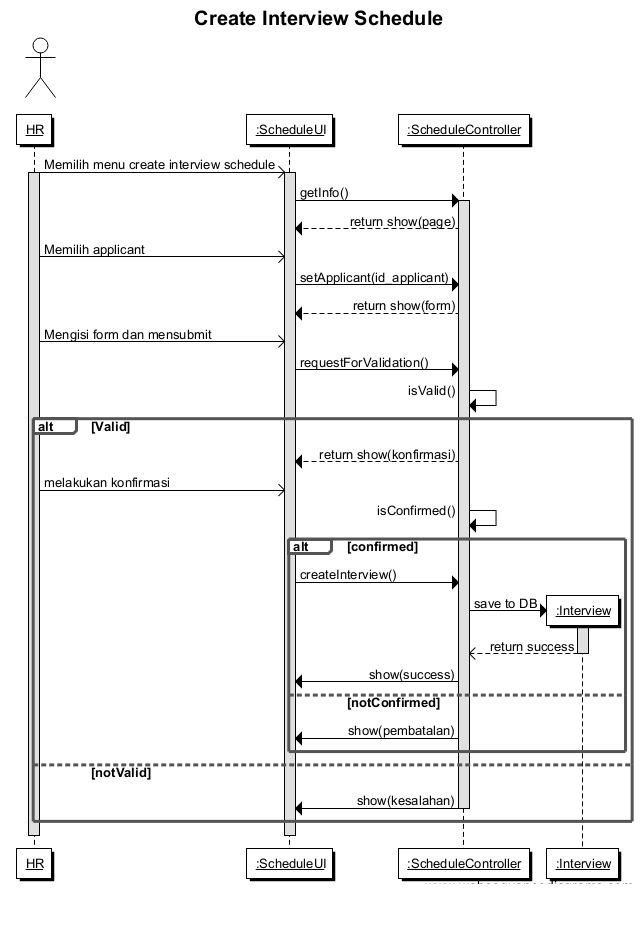 Create Interview Schedule
HR
:ScheduleUI
:ScheduleController
Memilih menu create interview schedule
getInfo()
return show(page)
Memilih applicant
setApplicant(id_applicant)
return show(form)
Mengisi form dan mensubmit
requestForValidation()
isValid()
alt [Valid]
return show(konfirmasi)
melakukan konfirmasi
isConfirmed()
alt [confirmed]
createInterview()
save to DB
:Interview
return success
show(success)
[notConfirmed]
show(pembatalan)
[notValid]
show(kesalahan)
HR
:ScheduleUI
:ScheduleController
:Interview